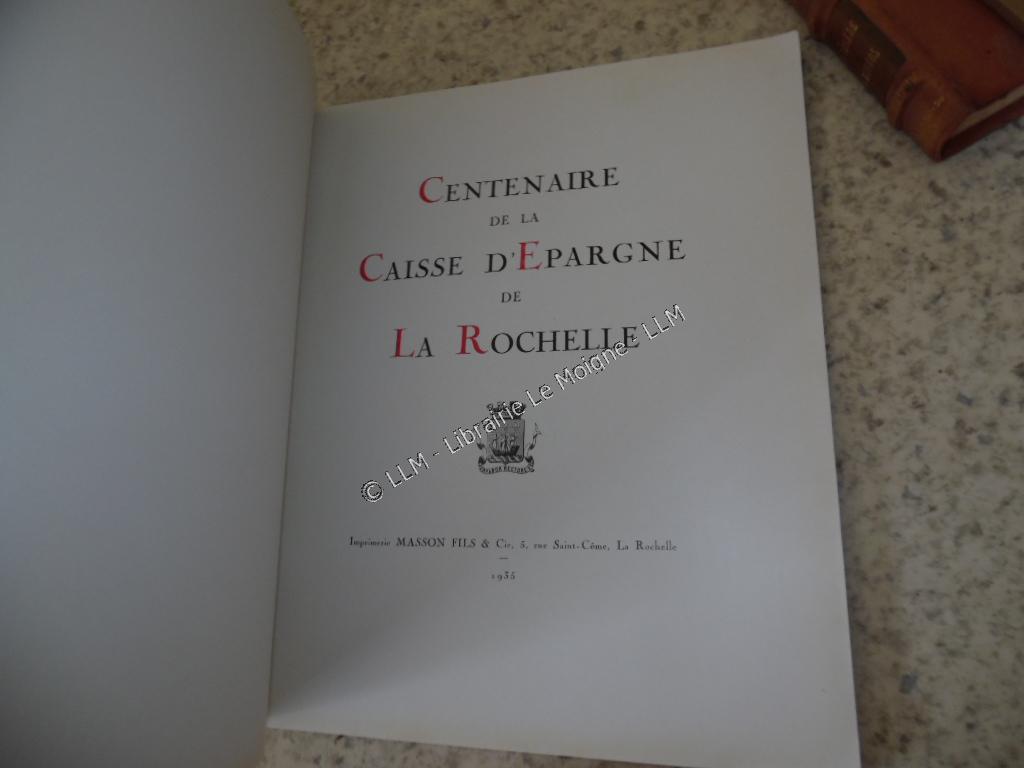 CENTENAIRE
DE LA
CAISSE D'EPARGNE
DE
LA ROCHELLE
© LLM - Librairie Le Moigne - LLM
Imprimerie MASSON FILS & Cie, 5, rue Saint-Côme, La Rochelle
1935